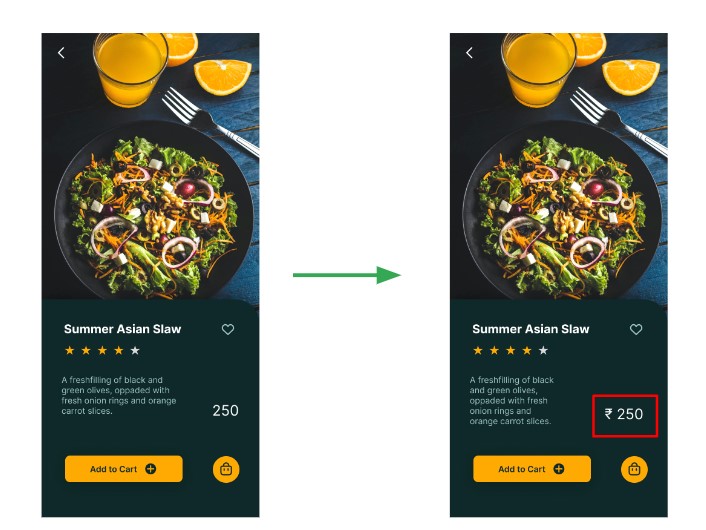 Summer Asian Slaw
A freshfilling of black and
green olives, oppaded with
fresh onion rings and orange
carrot slices.
250
Add to Cart
Summer Asian Slaw
A freshfilling of black
and green olives,
oppaded with fresh
onion rings and
orange carrot slices.
₹ 250
Add to Cart